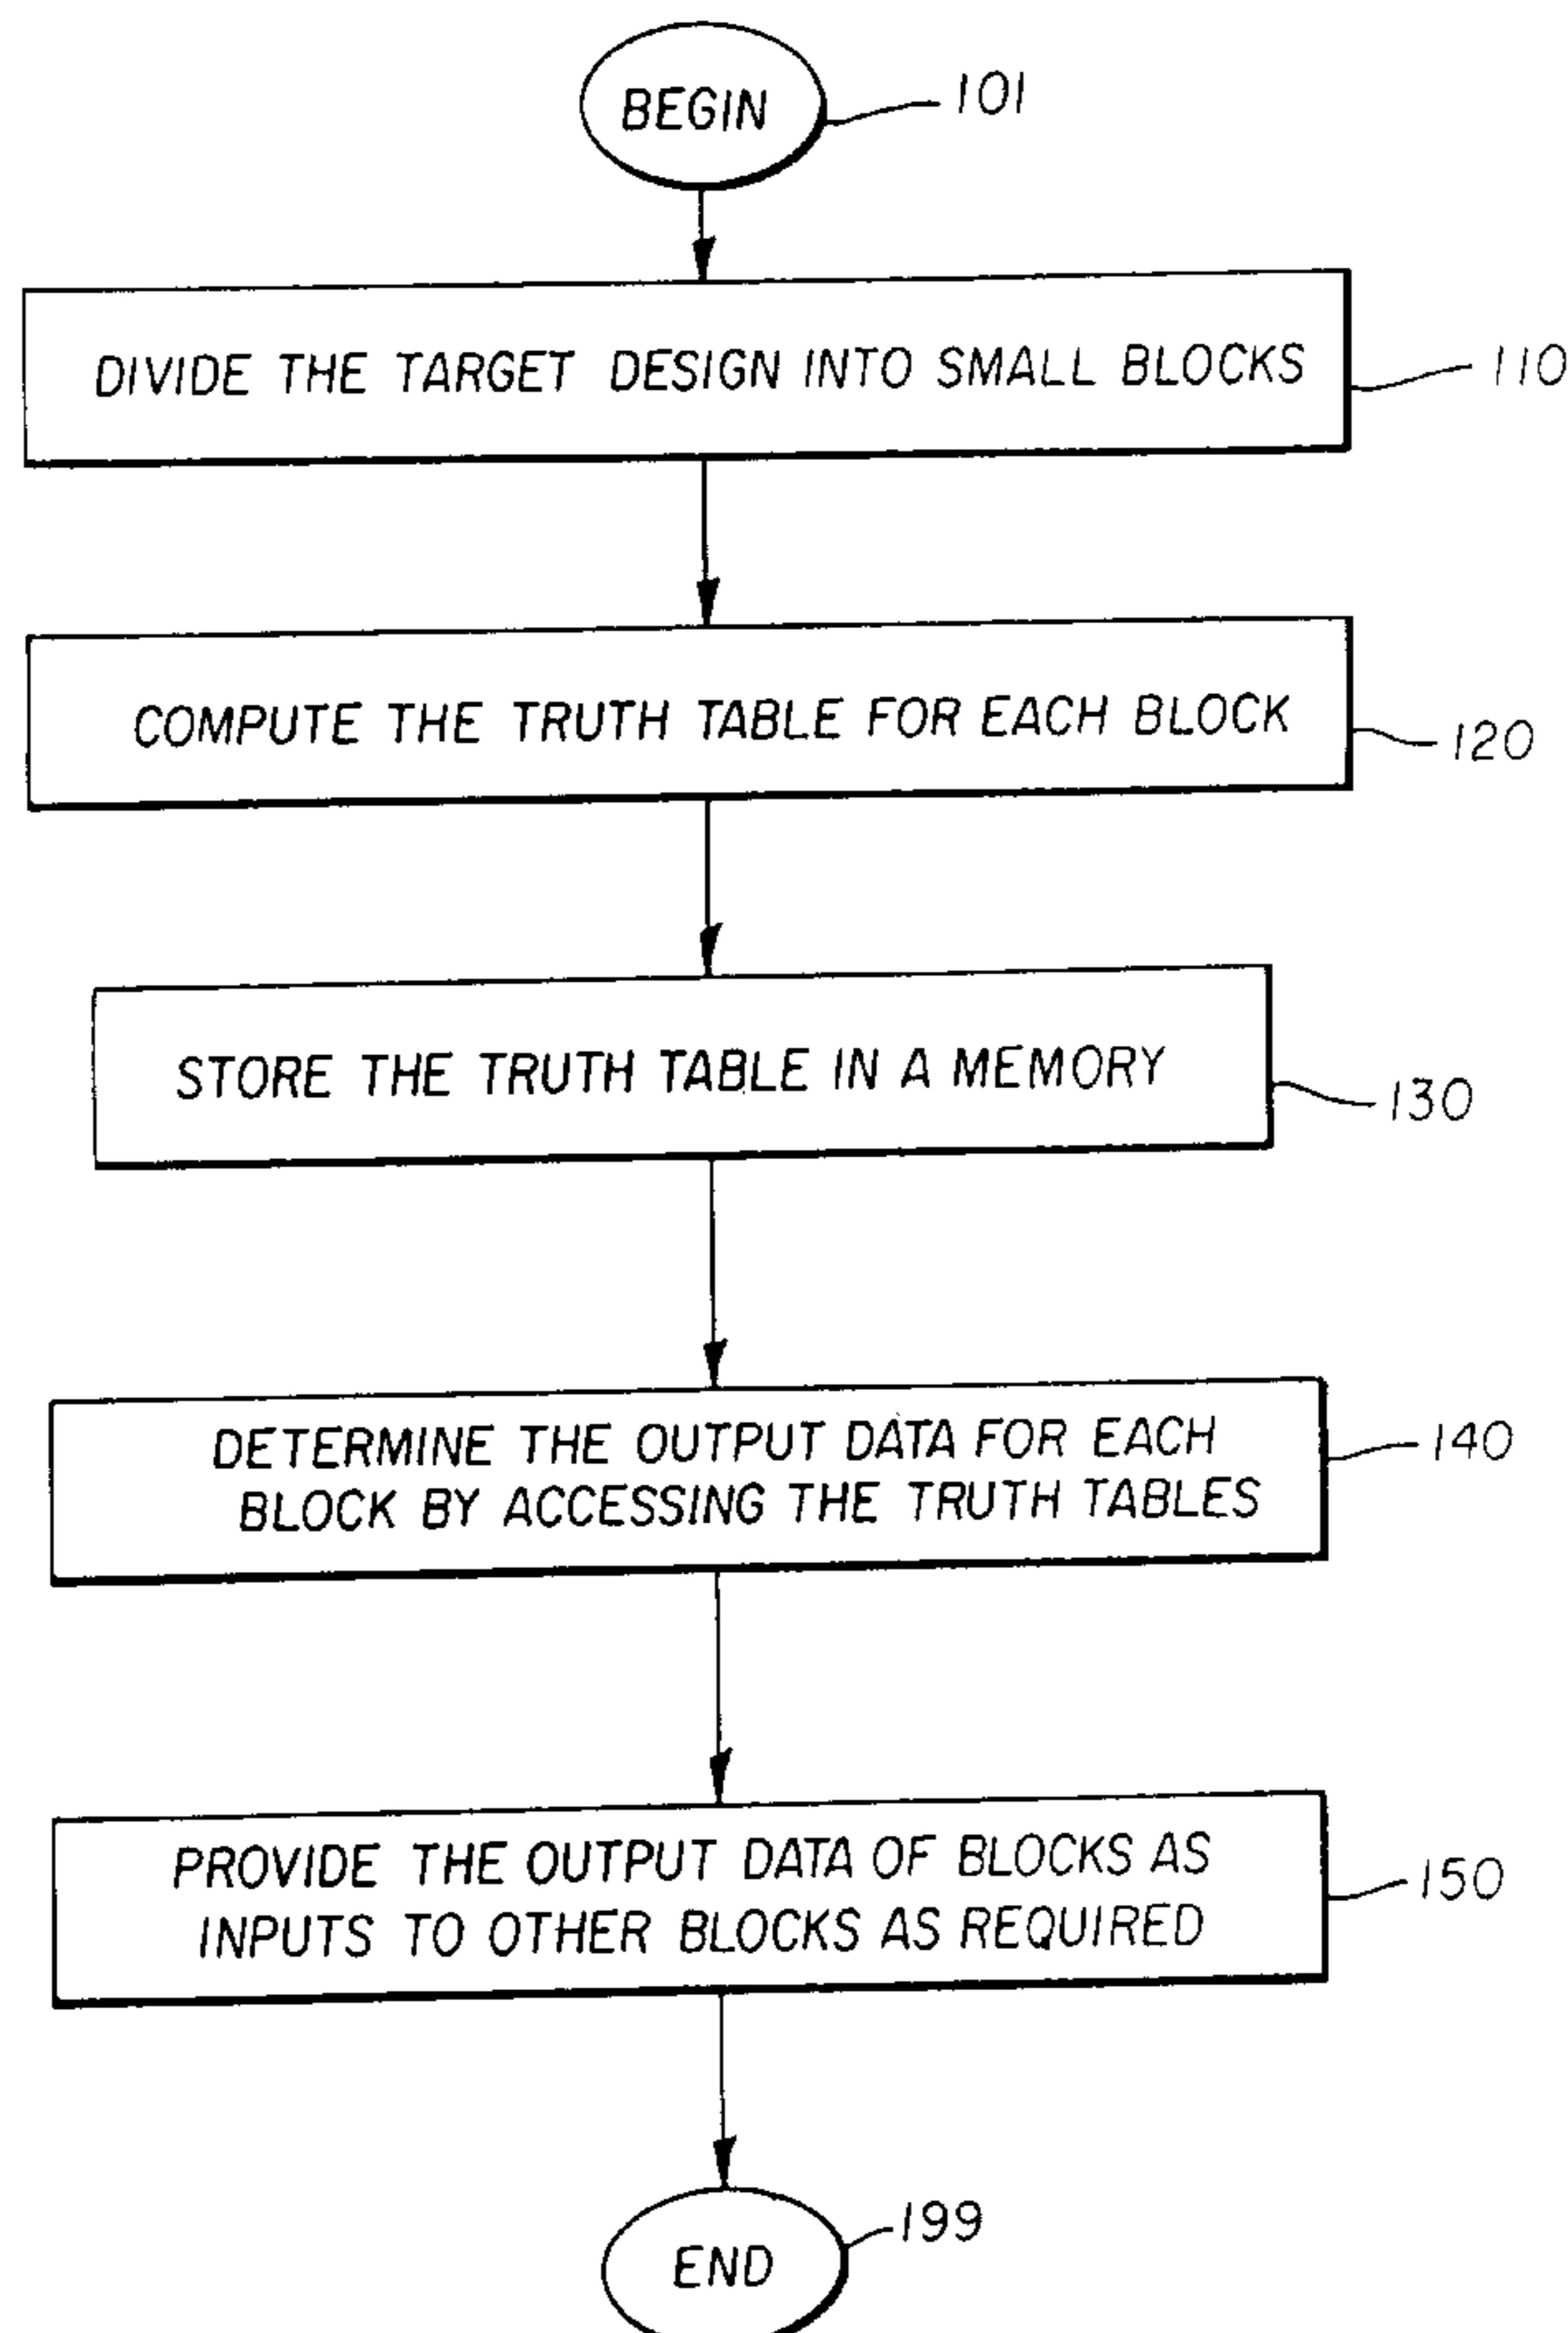 BEGIN
101
DIVIDE THE TARGET DESIGN INTO SMALL BLOCKS
110
COMPUTE THE TRUTH TABLE FOR EACH BLOCK
120
STORE THE TRUTH TABLE IN A MEMORY
130
DETERMINE THE OUTPUT DATA FOR EACH
BLOCK BY ACCESSING THE TRUTH TABLES
140
PROVIDE THE OUTPUT DATA OF BLOCKS AS
INPUTS TO OTHER BLOCKS AS REQUIRED
150
END
199